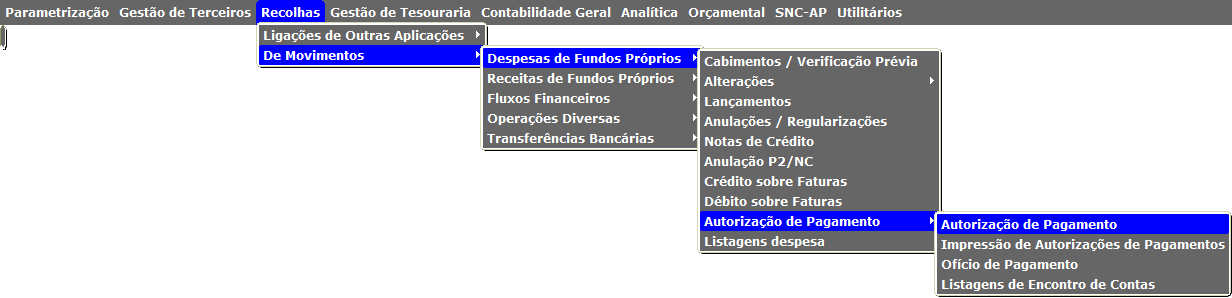 Parametrização Gestão de Terceiros Recolhas Gestão de Tesouraria Contabilidade Geral Analítica Orçamental SNC-AP Utilitários
Ligações de Outras Aplicações
De Movimentos
Despesas de Fundos Próprios
Receitas de Fundos Próprios
Fluxos Financeiros
Operações Diversas
Transferências Bancárias
Cabimentos / Verificação Prévia
Alterações
Lançamentos
Anulações / Regularizações
Notas de Crédito
Anulação P2/NC
Crédito sobre Faturas
Débito sobre Faturas
Autorização de Pagamento
Listagens despesa
Autorização de Pagamento
Impressão de Autorizações de Pagamentos
Ofício de Pagamento
Listagens de Encontro de Contas